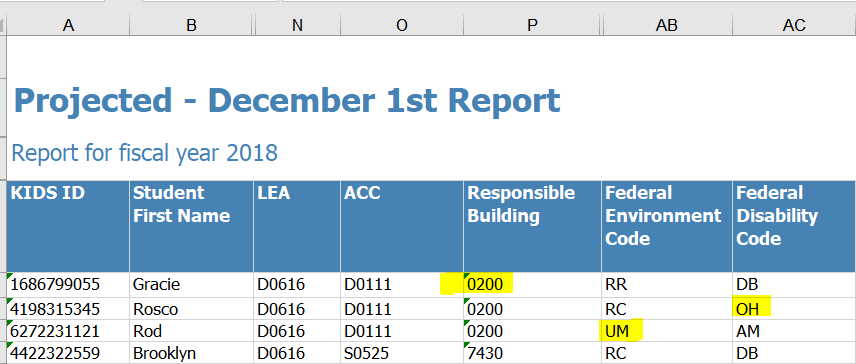 A B N O P AB AC
Projected - December 1st Report
Report for fiscal year 2018
KIDS ID Student LEA ACC Responsible Federal Federal
First Name Building Environment Disability
Code Code
1686799055 Gracie D0616 D0111 0200 RR DB
4198315345 Rosco D0616 D0111 0200 RC OH
6272231121 Rod D0616 D0111 0200 UM AM
4422322559 Brooklyn D0616 S0525 7430 RC DB